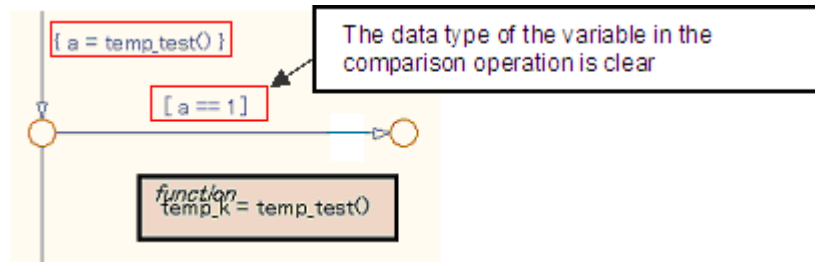 { a = temp_test() }
The data type of the variable in the
comparison operation is clear
[ a == 1 ]
function
temp_k = temp_test()